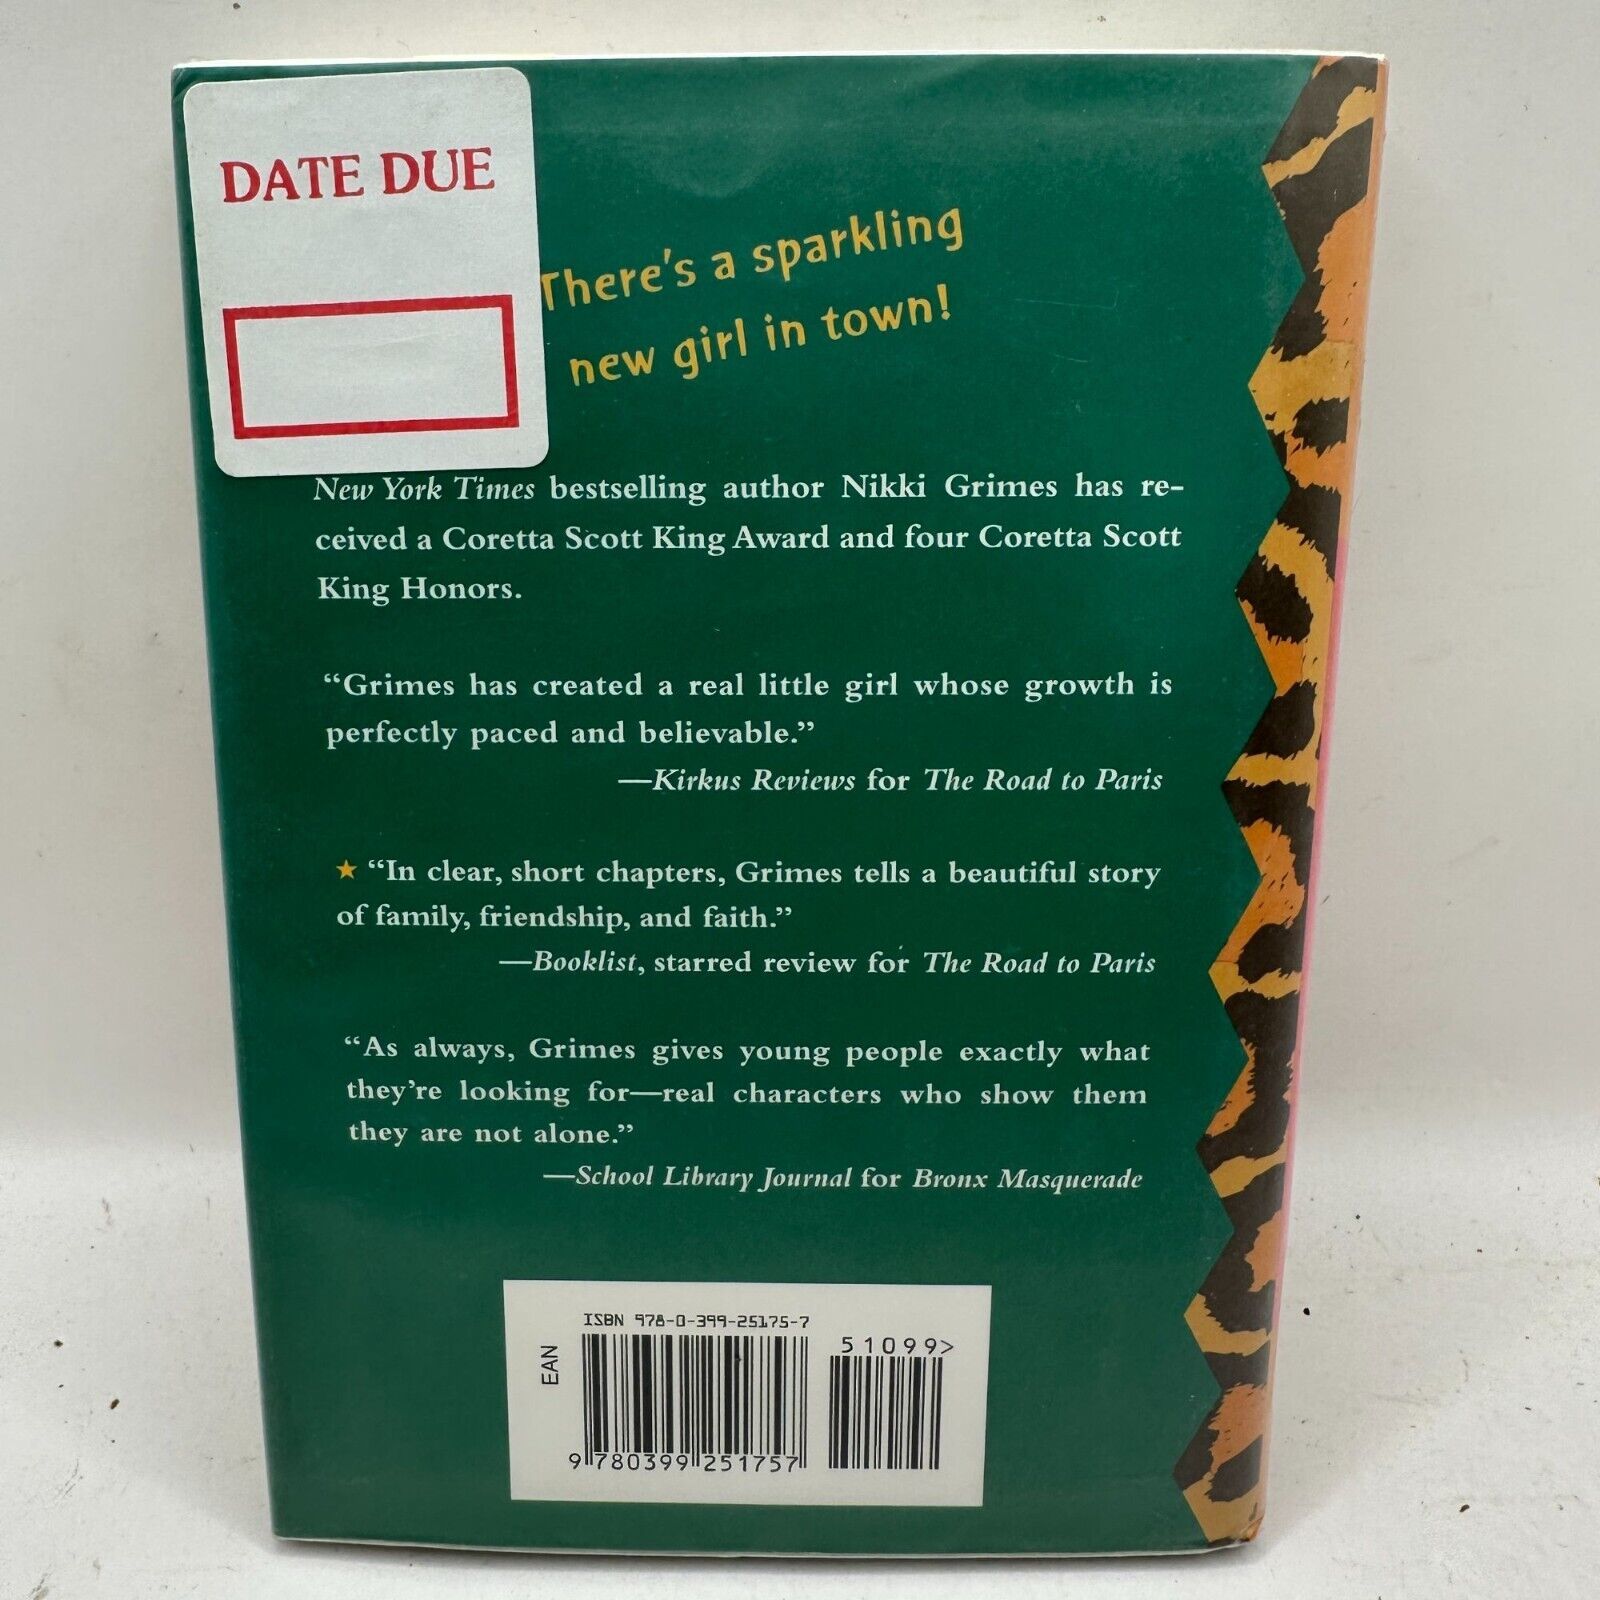 DATE DUE
There's a sparkling
new girl in town!
New York Times bestselling author Nikki Grimes has re-
ceived a Coretta Scott King Award and four Coretta Scott
King Honors.
“Grimes has created a real little girl whose growth is
perfectly paced and believable.”
—Kirkus Reviews for The Road to Paris
★ “In clear, short chapters, Grimes tells a beautiful story
of family, friendship, and faith.”
—Booklist, starred review for The Road to Paris
“As always, Grimes gives young people exactly what
they’re looking for—real characters who show them
they are not alone.”
—School Library Journal for Bronx Masquerade
ISBN 978-0-399-25175-7
51099>
EAN
9 780399 251757